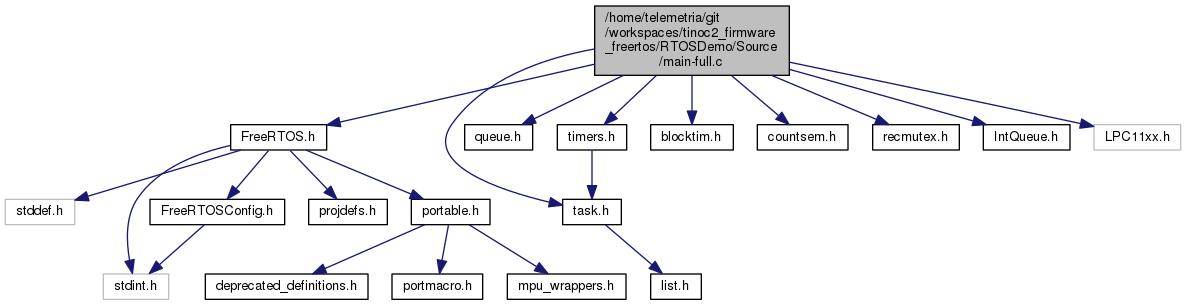 /home/telemetria/git
/workspaces/tinoc2_firmware
_freertos/RTOSDemo/Source
/main-full.c
FreeRTOS.h
queue.h
timers.h
blocktim.h
countsem.h
recmutex.h
IntQueue.h
LPC11xx.h
stddef.h
FreeRTOSConfig.h
projdefs.h
portable.h
task.h
stdint.h
deprecated_definitions.h
portmacro.h
mpu_wrappers.h
list.h